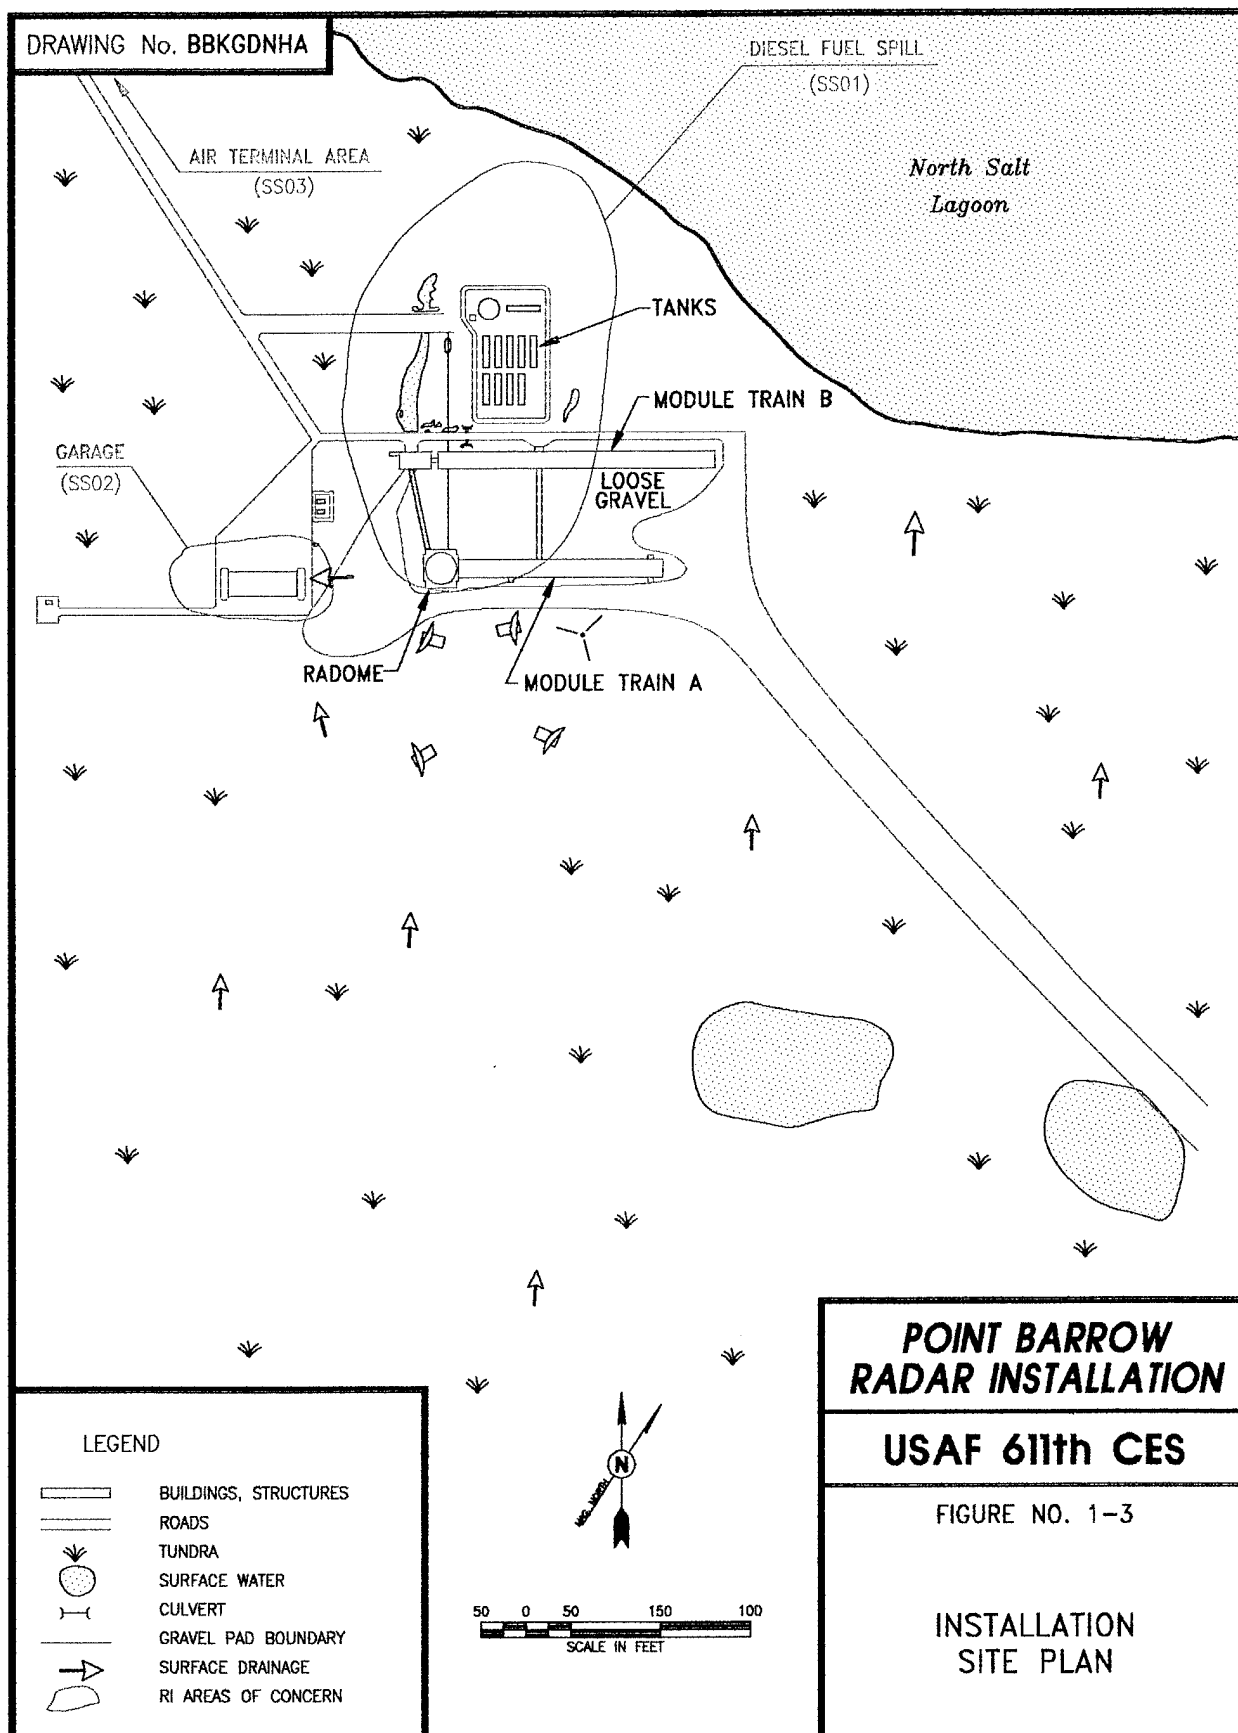 DRAWING No. BBKGDNHA
DIESEL FUEL SPILL
(SS01)
AIR TERMINAL AREA
(SS03)
North Salt
Lagoon
TANKS
MODULE TRAIN B
GARAGE
(SS02)
LOOSE
GRAVEL
RADOME
MODULE TRAIN A
POINT BARROW
RADAR INSTALLATION
USAF 611th CES
FIGURE NO. 1-3
INSTALLATION
SITE PLAN
LEGEND
BUILDINGS, STRUCTURES
ROADS
TUNDRA
SURFACE WATER
CULVERT
GRAVEL PAD BOUNDARY
SURFACE DRAINAGE
RI AREAS OF CONCERN
N
MAG. NORTH
50 0 50 150 100
SCALE IN FEET